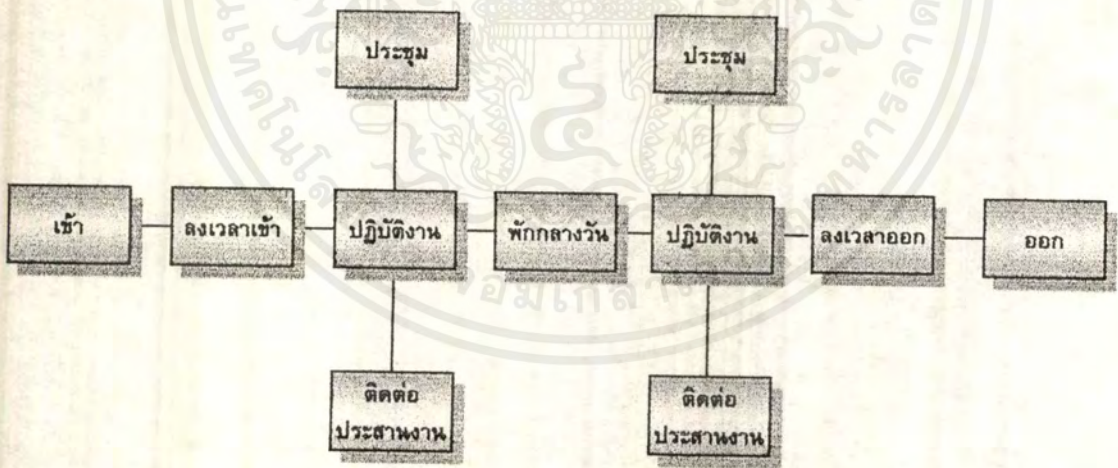 ประชุม
ประชุม
เข้า
ลงเวลาเข้า
ปฏิบัติงาน
พักกลางวัน
ปฏิบัติงาน
ลงเวลาออก
ออก
ติดต่อ
ประสานงาน
ติดต่อ
ประสานงาน